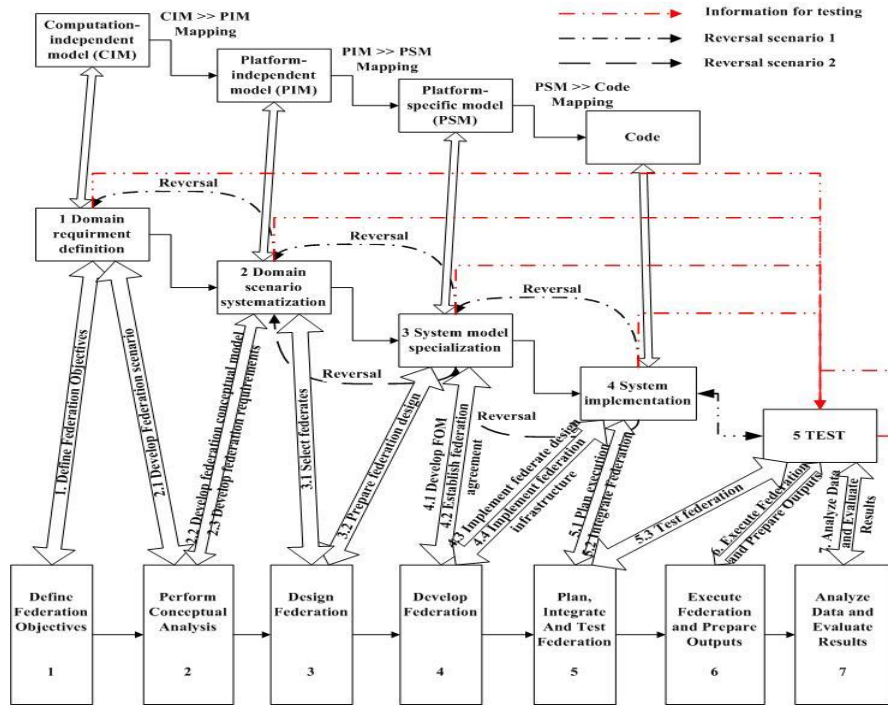 Computation-
independent
model (CIM)
CIM >> PIM
Mapping
Platform-
independent
model (PIM)
PIM >> PSM
Mapping
Platform-
specific model
(PSM)
PSM >> Code
Mapping
Code
Information for testing
Reversal scenario 1
Reversal scenario 2
Reversal
Reversal
Reversal
1 Domain
requirment
definition
2 Domain
scenario
systematization
3 System model
specialization
4 System
implementation
5 TEST
Reversal
Reversal
1. Define Federation Objectives
2.1 Develop Federation scenario
2.2 Develop federation conceptual model
2.3 Develop federation requirements
3.1 Select federates
3.2 Prepare federation design
4.1 Develop FOM
4.2 Establish federation
agreement
4.3 Implement federate design
4.4 Implement federation
infrastructure
5.1 Plan execution
5.2 Integrate Federation
5.3 Test federation
6. Execute Federation
and Prepare Outputs
7. Analyze Data
and Evaluate
Results
Define
Federation
Objectives
1
Perform
Conceptual
Analysis
2
Design
Federation
3
Develop
Federation
4
Plan,
Integrate
And Test
Federation
5
Execute
Federation
and Prepare
Outputs
6
Analyze
Data and
Evaluate
Results
7